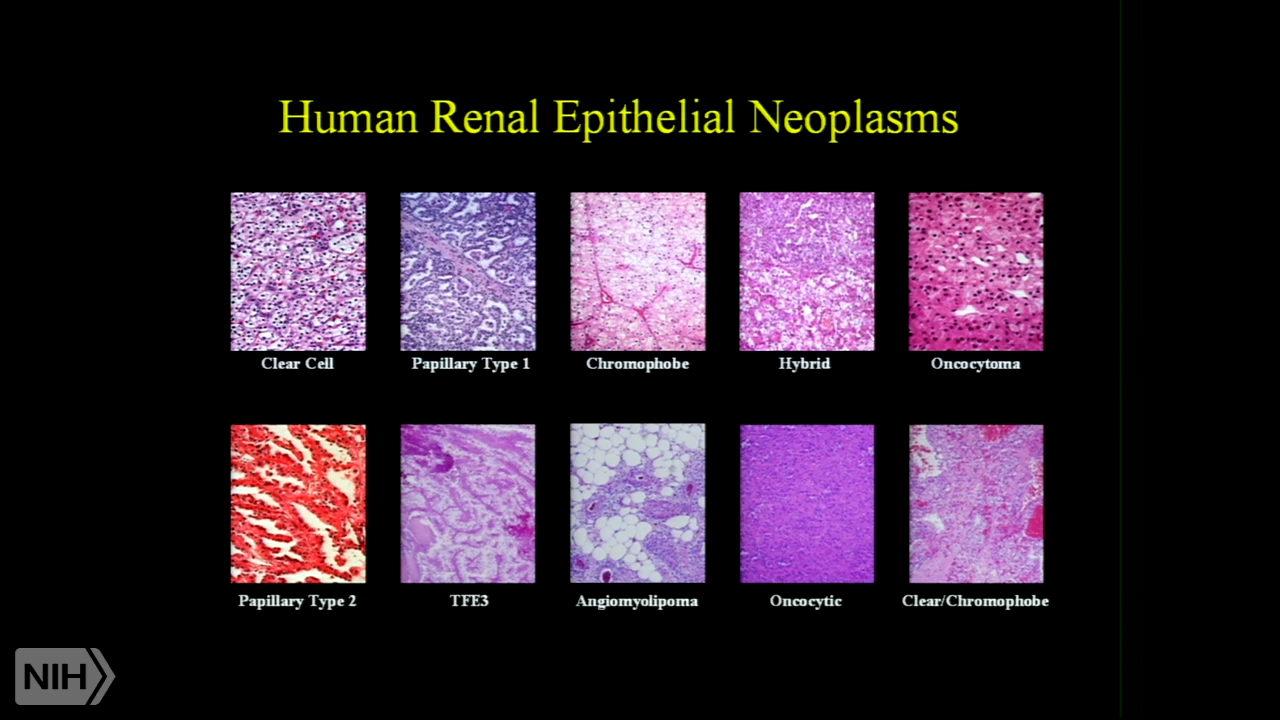 Human Renal Epithelial Neoplasms
Clear Cell
Papillary Type 1
Chromophobe
Hybrid
Oncocytoma
Papillary Type 2
TFE3
Angiomyolipoma
Oncocytic
Clear/Chromophobe
NIH